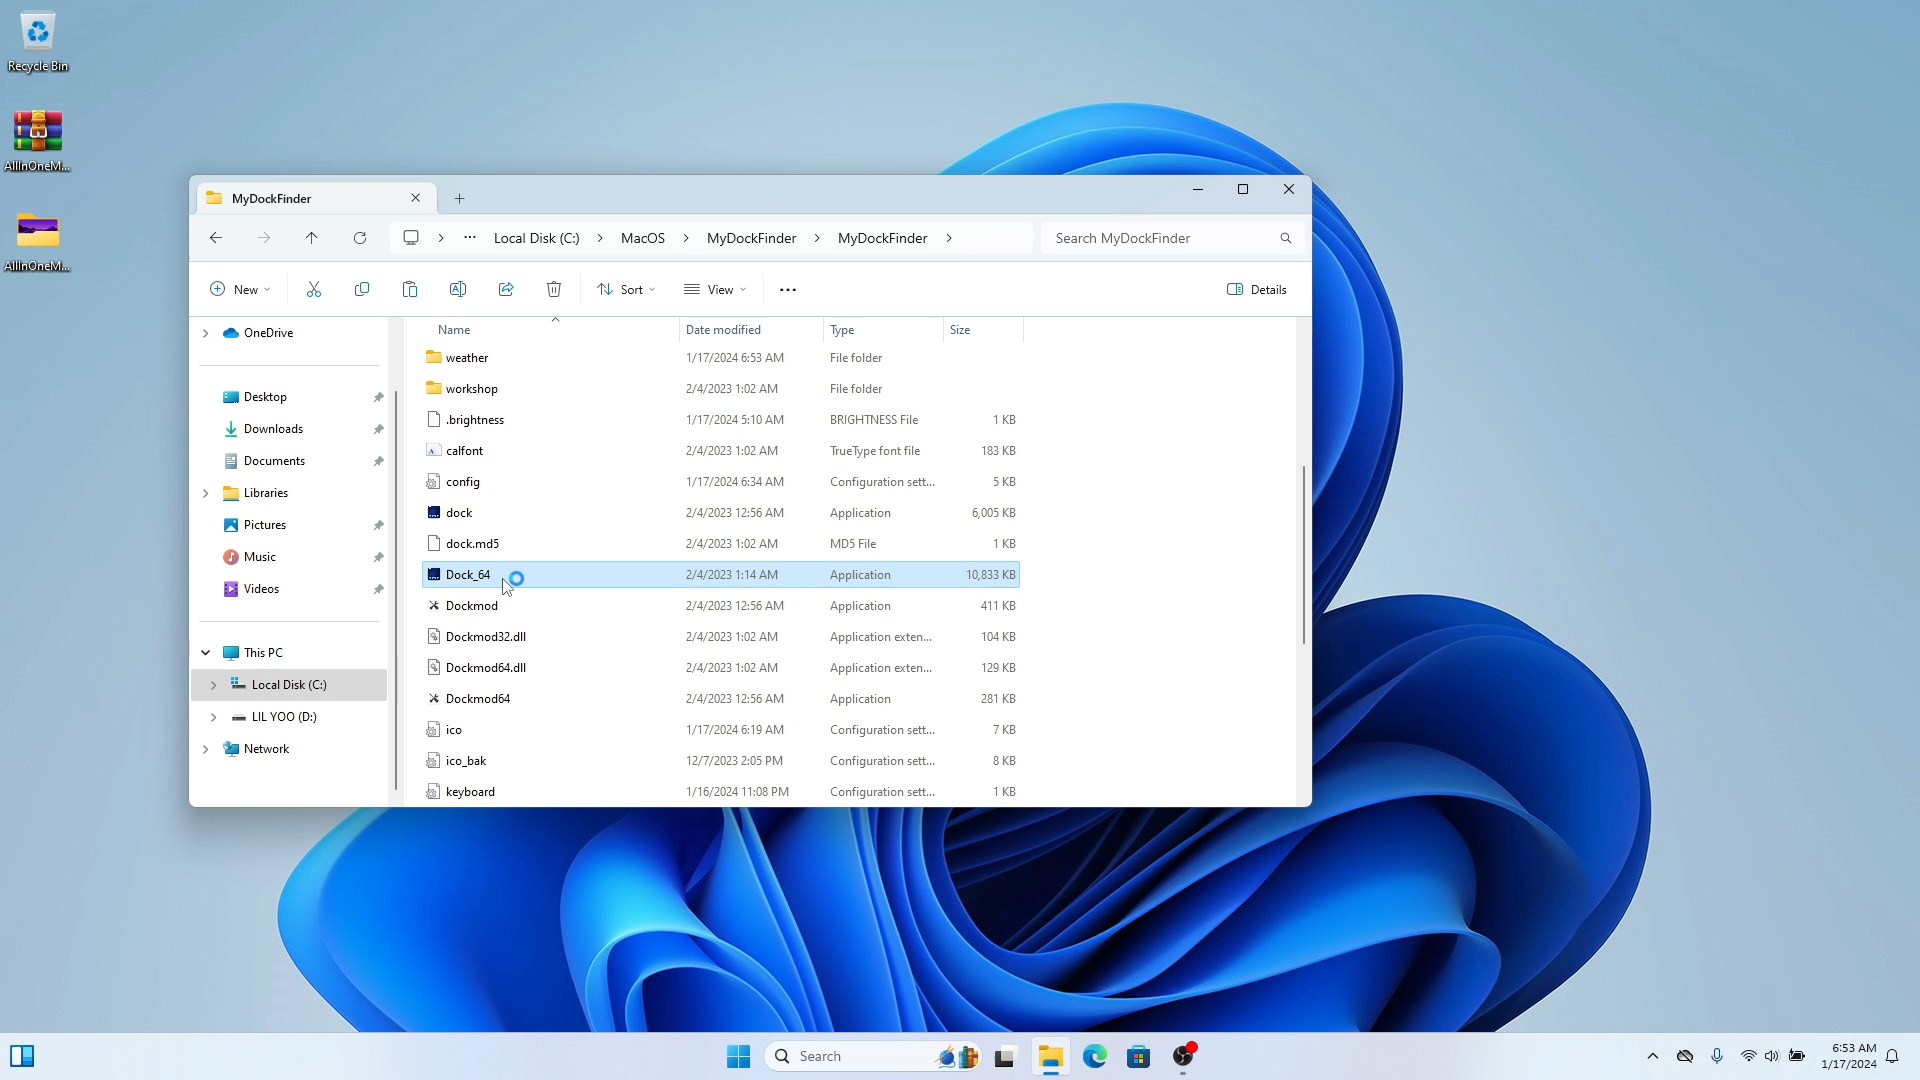 Recycle Bin
AllInOneM...
AllInOneM...
MyDockFinder
Local Disk (C:)
MacOS
MyDockFinder
MyDockFinder
Search MyDockFinder
New
Sort
View
Details
OneDrive
Desktop
Downloads
Documents
Libraries
Pictures
Music
Videos
This PC
Local Disk (C:)
LIL YOO (D:)
Network
Name Date modified Type Size
weather 1/17/2024 6:53 AM File folder
workshop 2/4/2023 1:02 AM File folder
.brightness 1/17/2024 5:10 AM BRIGHTNESS File 1 KB
calfont 2/4/2023 1:02 AM TrueType font file 183 KB
config 1/17/2024 6:34 AM Configuration sett... 5 KB
dock 2/4/2023 12:56 AM Application 6,005 KB
dock.md5 2/4/2023 1:02 AM MD5 File 1 KB
Dock_64 2/4/2023 1:14 AM Application 10,833 KB
Dockmod 2/4/2023 12:56 AM Application 411 KB
Dockmod32.dll 2/4/2023 1:02 AM Application exten... 104 KB
Dockmod64.dll 2/4/2023 1:02 AM Application exten... 129 KB
Dockmod64 2/4/2023 12:56 AM Application 281 KB
ico 1/17/2024 6:19 AM Configuration sett... 7 KB
ico_bak 12/7/2023 2:05 PM Configuration sett... 8 KB
keyboard 1/16/2024 11:08 PM Configuration sett... 1 KB
Search
6:53 AM
1/17/2024